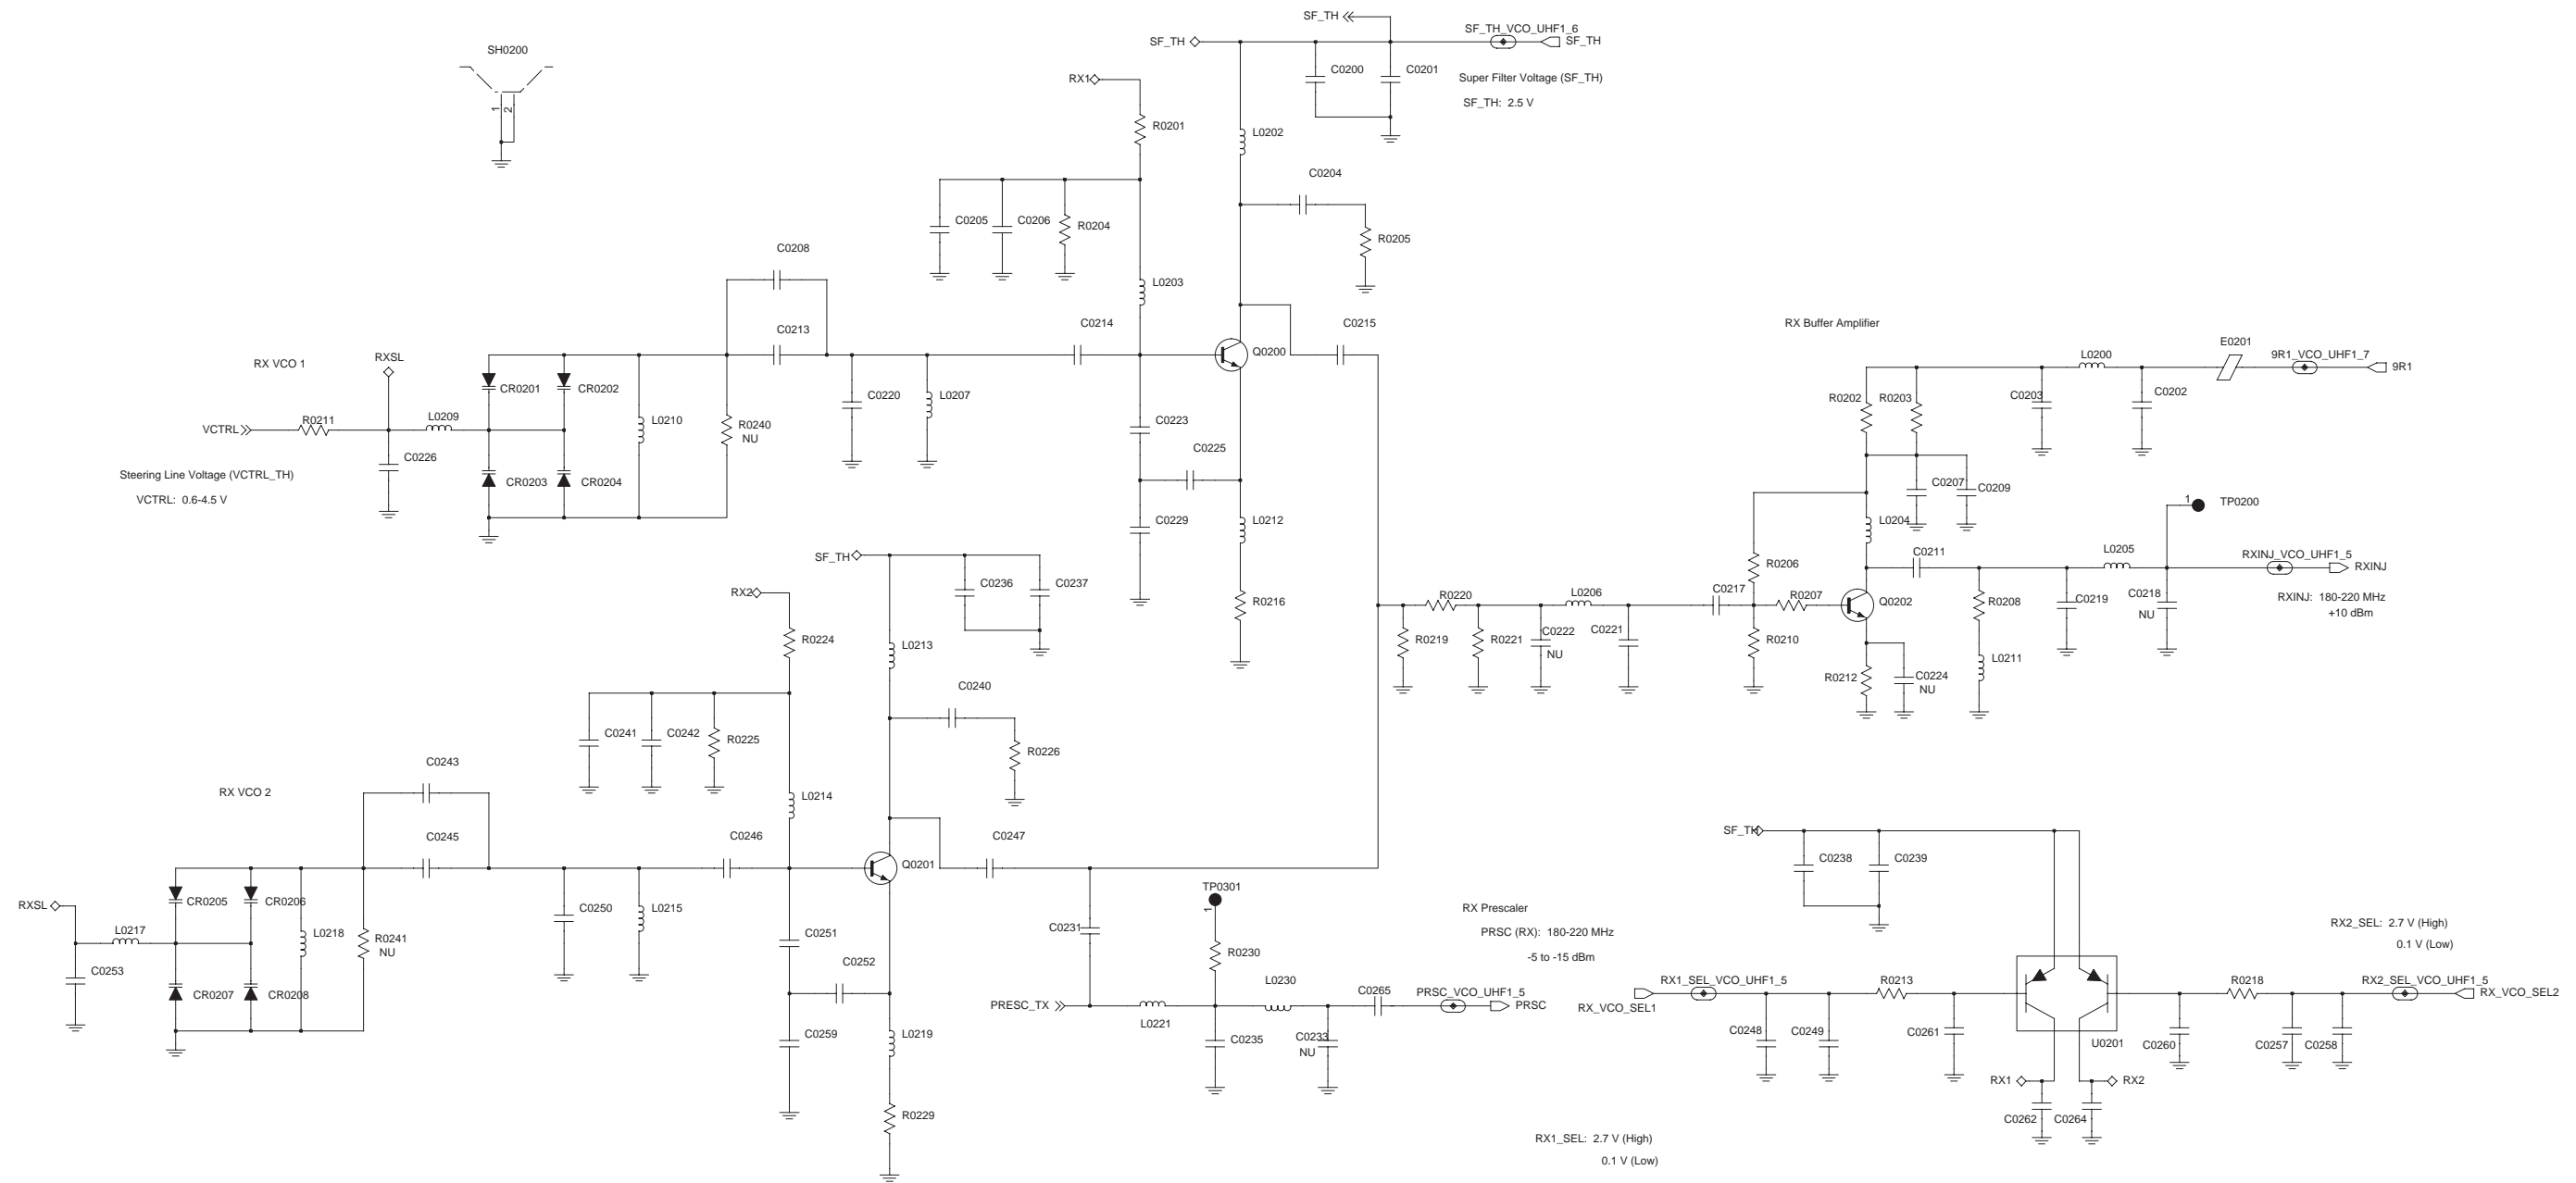 SF_TH
SF_TH_VCO_UHF1_6
SF_TH
SF_TH
SH0200
1
2
C0200
C0201
Super Filter Voltage (SF_TH)
SF_TH: 2.5 V
RX1
R0201
L0202
C0204
C0205
C0206
R0204
R0205
C0208
L0203
C0213
C0214
C0215
RX Buffer Amplifier
E0201
RX VCO 1
RXSL
Q0200
L0200
9R1_VCO_UHF1_7
9R1
CR0201
CR0202
C0220
L0207
R0202
R0203
C0203
C0202
VCTRL
R0211
L0209
L0210
R0240
NU
C0223
C0225
C0226
Steering Line Voltage (VCTRL_TH)
VCTRL: 0.6-4.5 V
CR0203
CR0204
C0207
C0209
1
TP0200
C0229
L0212
L0204
SF_TH
C0211
L0205
RXINJ_VCO_UHF1_5
RXINJ
R0206
C0236
C0237
RX2
R0216
R0220
L0206
C0217
R0207
Q0202
R0208
C0219
C0218
NU
RXINJ: 180-220 MHz
+10 dBm
R0224
L0213
R0219
R0221
C0222
NU
C0221
R0210
L0211
R0212
C0224
NU
C0240
C0241
C0242
R0225
R0226
C0243
RX VCO 2
L0214
C0245
C0246
C0247
SF_TH
Q0201
C0238
C0239
CR0205
CR0206
TP0301
1
RXSL
L0217
L0218
R0241
NU
C0250
L0215
C0251
C0231
RX Prescaler
PRSC (RX): 180-220 MHz
-5 to -15 dBm
RX2_SEL: 2.7 V (High)
0.1 V (Low)
R0230
C0253
C0252
L0230
CR0207
CR0208
C0265
PRSC_VCO_UHF1_5
RX1_SEL_VCO_UHF1_5
R0213
R0218
RX2_SEL_VCO_UHF1_5
PRESC_TX
L0221
PRSC
RX_VCO_SEL1
RX_VCO_SEL2
C0259
L0219
C0235
C0233
NU
C0248
C0249
C0261
U0201
C0260
C0257
C0258
RX1
RX2
R0229
C0262
C0264
RX1_SEL: 2.7 V (High)
0.1 V (Low)